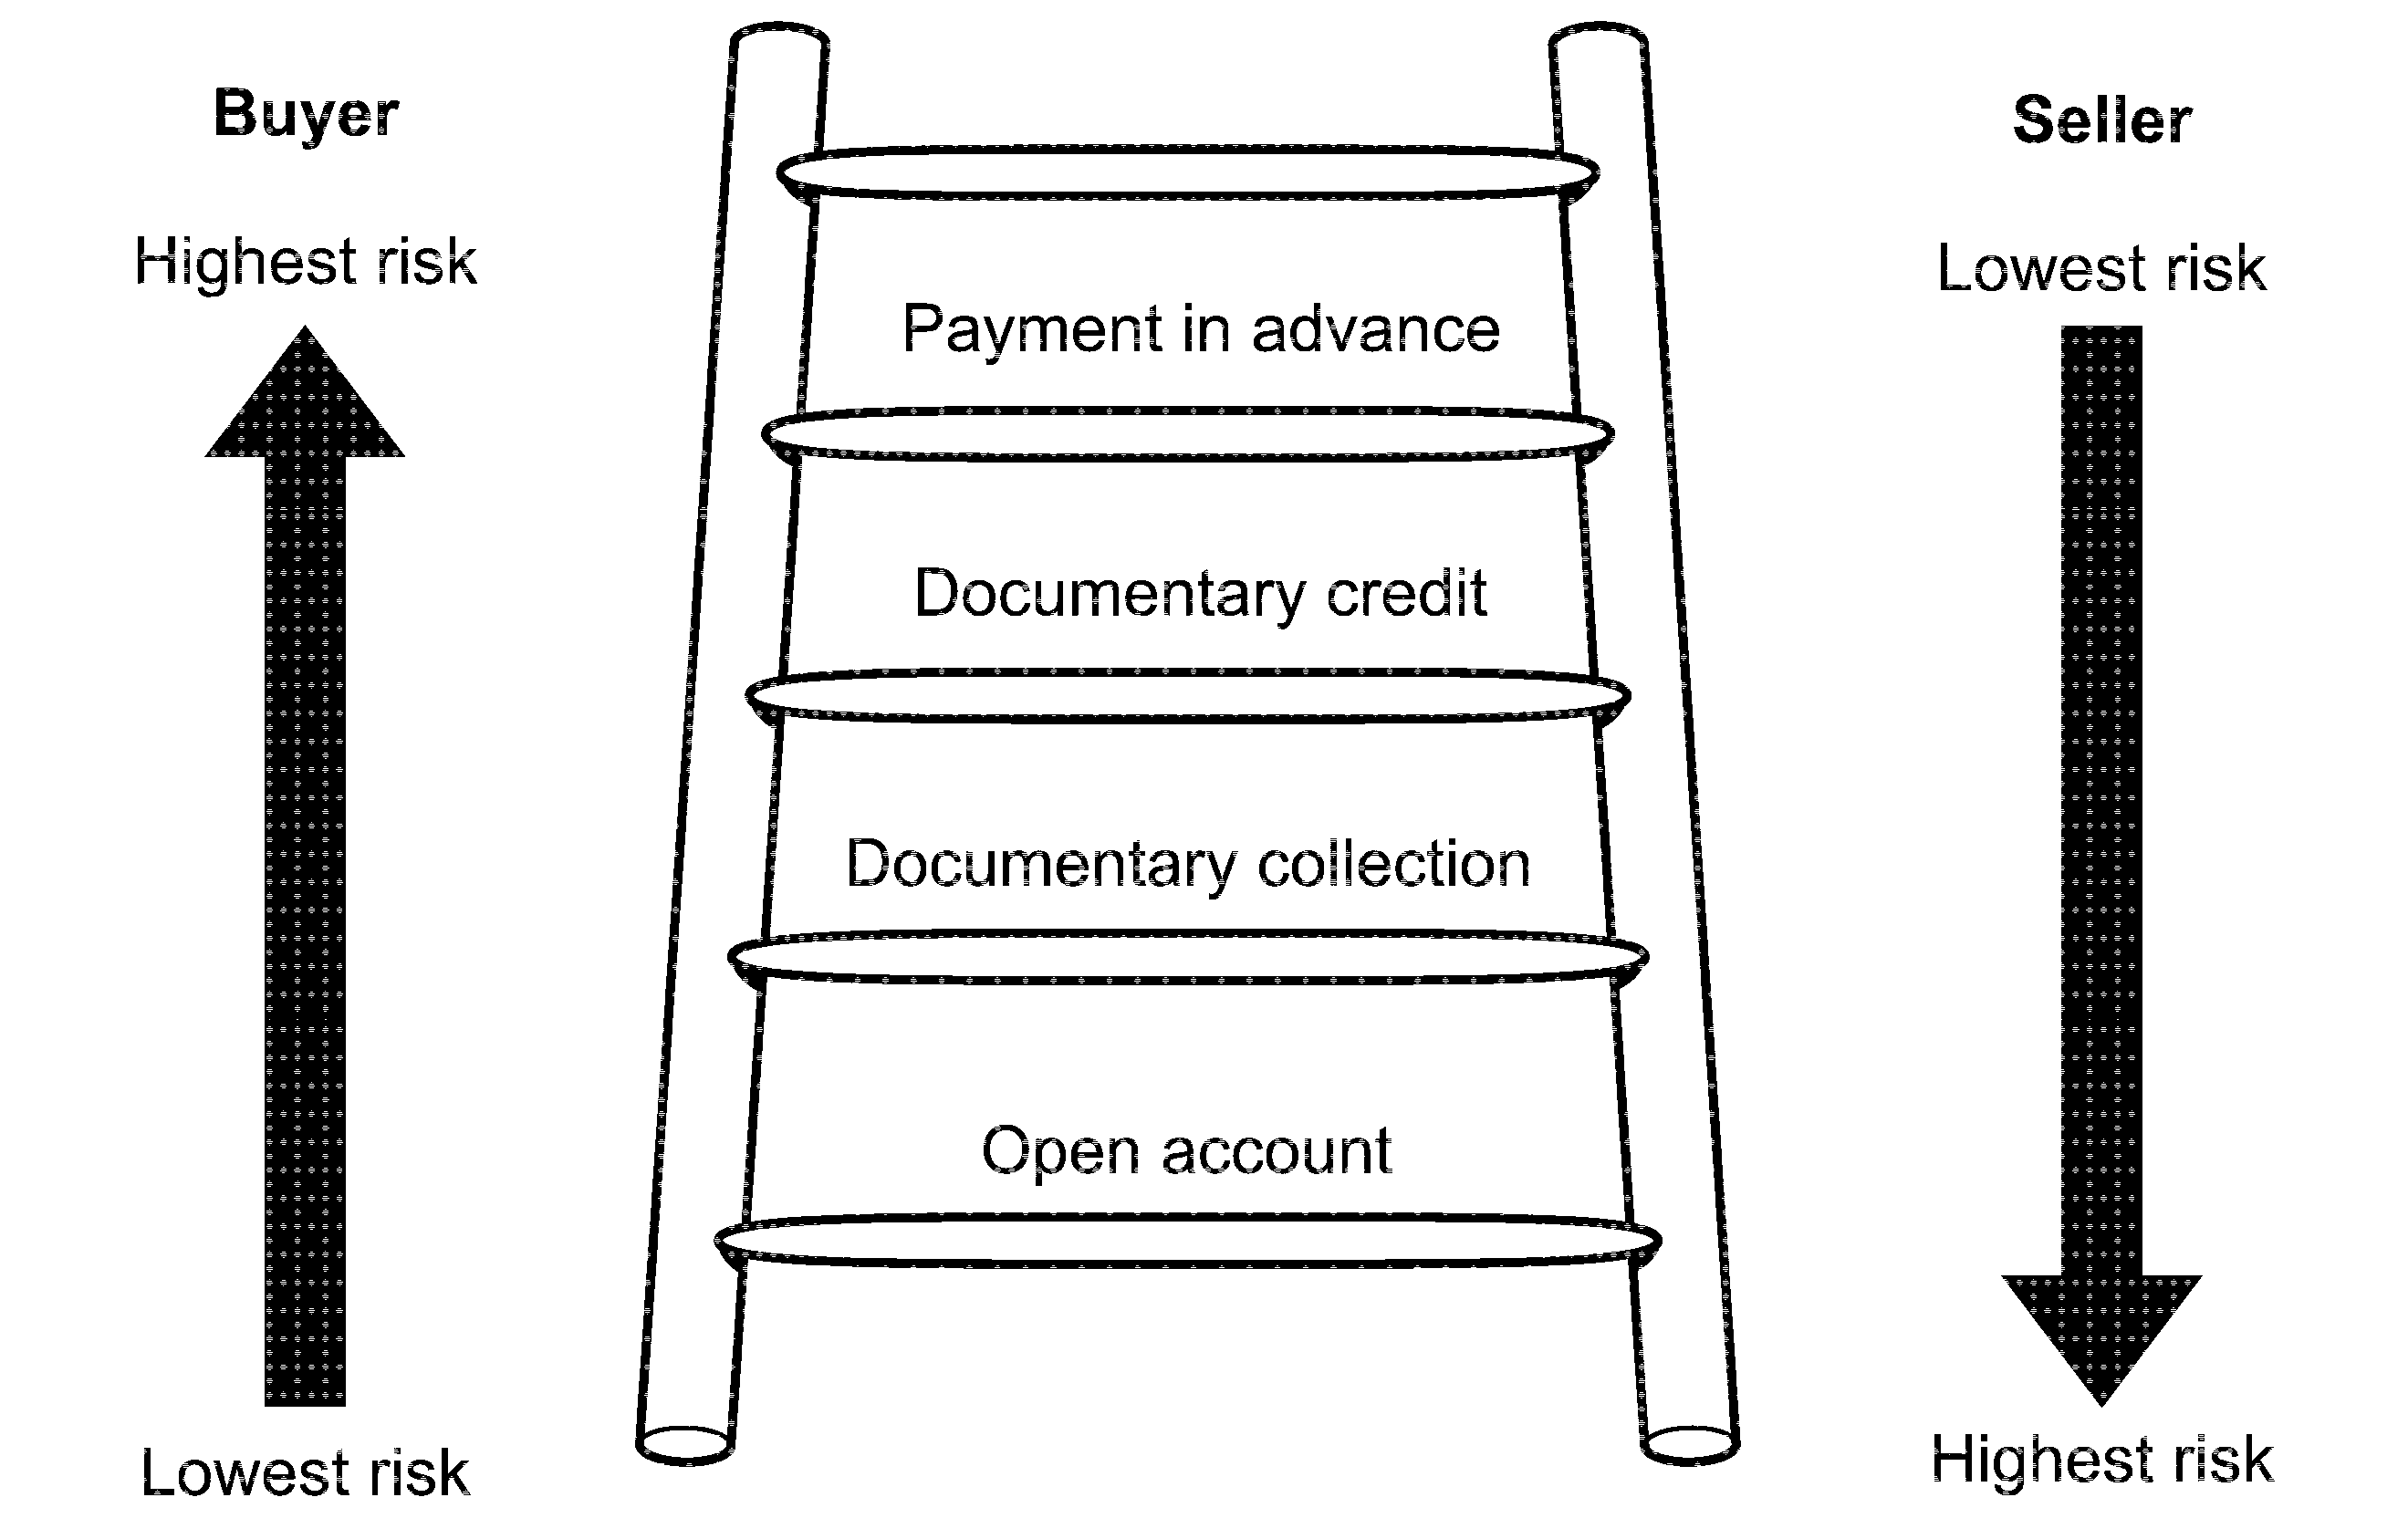 Buyer
Seller
Highest risk
Lowest risk
Payment in advance
Documentary credit
Documentary collection
Open account
Lowest risk
Highest risk